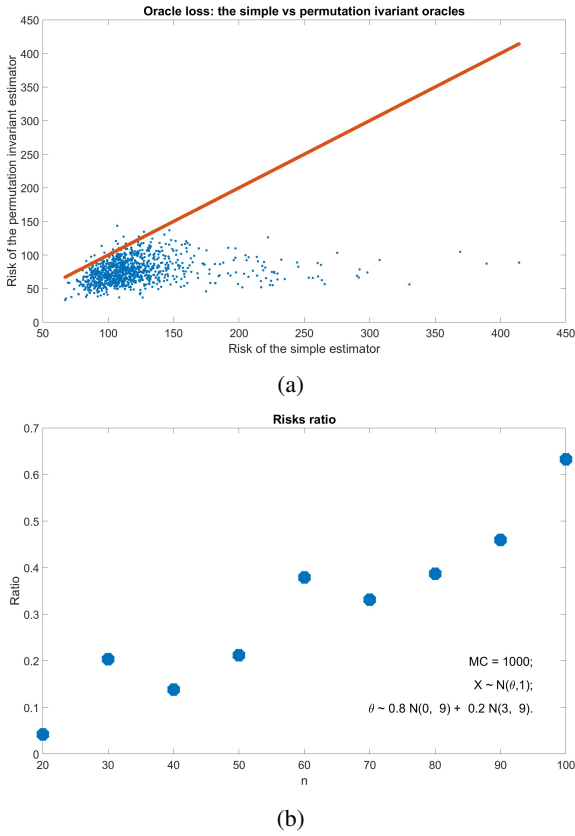 Oracle loss: the simple vs permutation ivariant oracles
450
400
350
300
250
200
150
100
50
0
Risk of the permutation invariant estimator
50 100 150 200 250 300 350 400 450
Risk of the simple estimator
(a)
Risks ratio
0.7
0.6
0.5
0.4
0.3
0.2
0.1
0
Ratio
MC = 1000;
X ~ N(θ,1);
θ ~ 0.8 N(0, 9) + 0.2 N(3, 9).
20 30 40 50 60 70 80 90 100
n
(b)